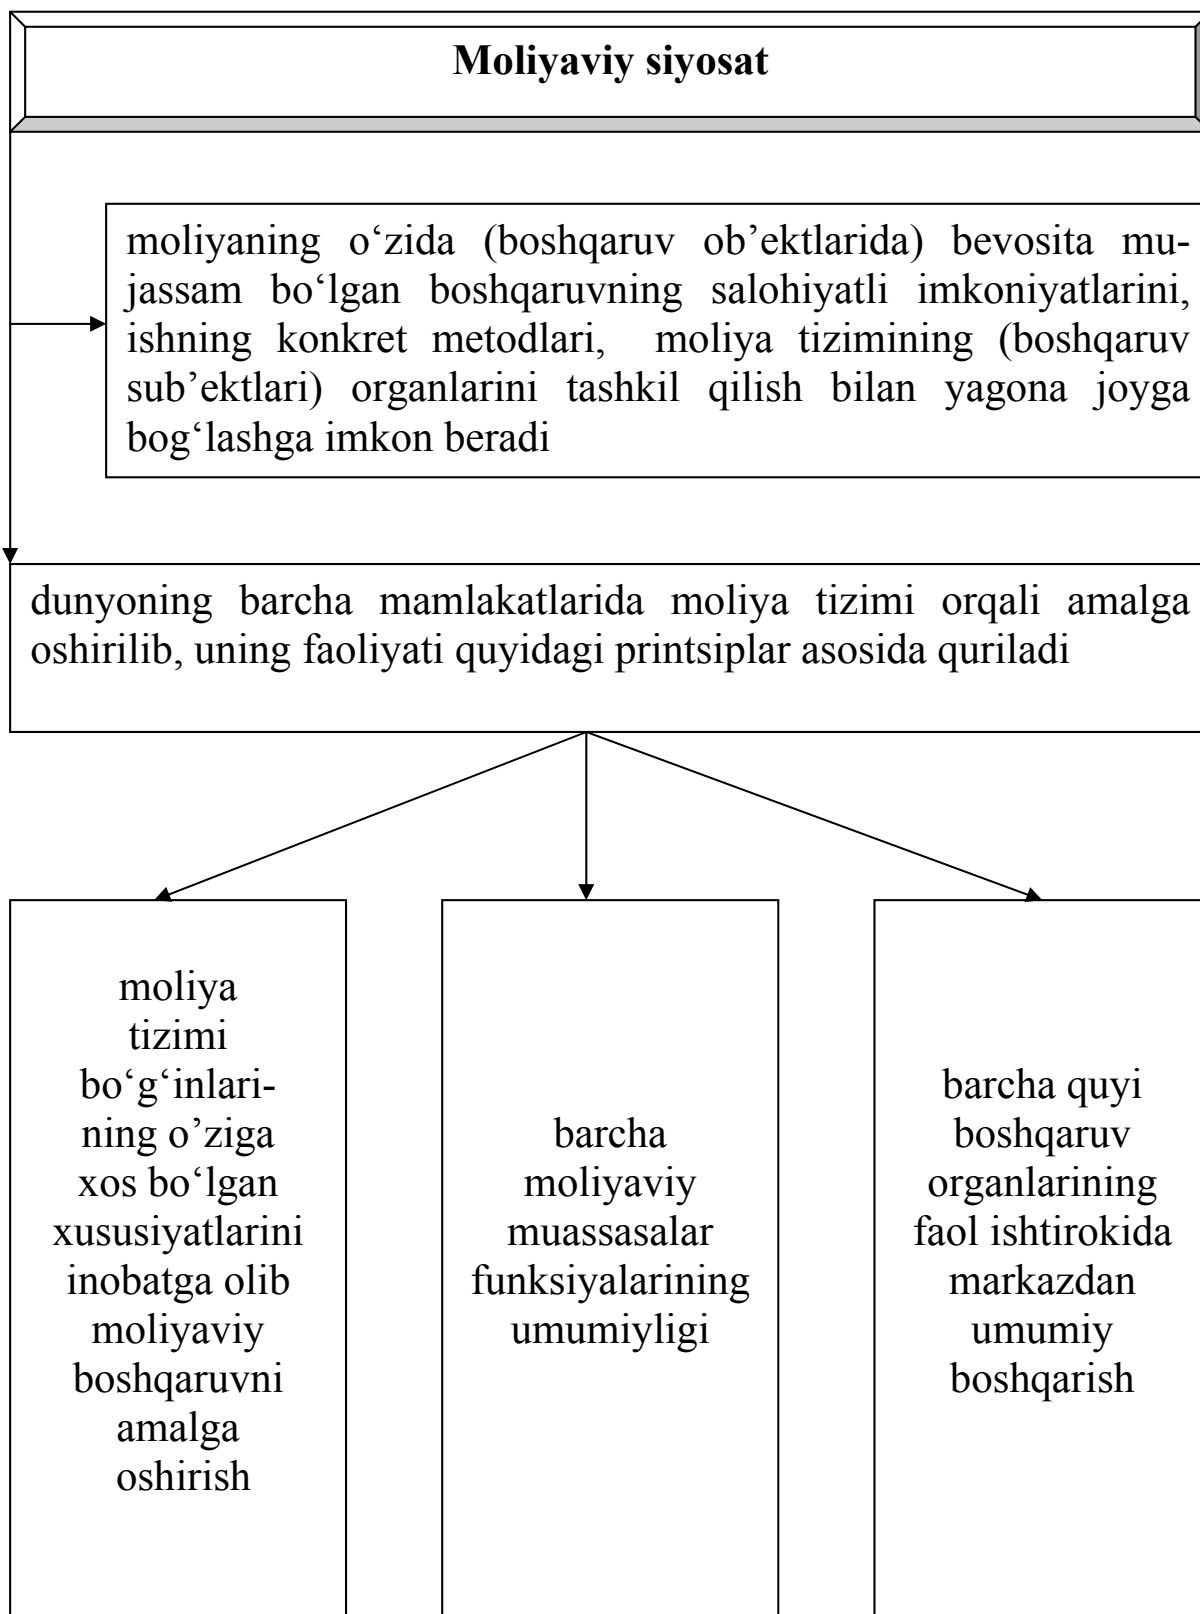 Moliyaviy siyosat
moliyaning o‘zida (boshqaruv ob’ektlarida) bevosita mu-
jassam bo‘lgan boshqaruvning salohiyatli imkoniyatlarini,
ishning konkret metodlari, moliya tizimining (boshqaruv
sub’ektlari) organlarini tashkil qilish bilan yagona joyga
bog‘lashga imkon beradi
dunyoning barcha mamlakatlarida moliya tizimi orqali amalga
oshirilib, uning faoliyati quyidagi printsiplar asosida quriladi
moliya
tizimi
bo‘g‘inlari-
ning o’ziga
xos bo‘lgan
xususiyatlarini
inobatga olib
moliyaviy
boshqaruvni
amalga
oshirish
barcha
moliyaviy
muassasalar
funksiyalarining
umumiyligi
barcha quyi
boshqaruv
organlarining
faol ishtirokida
markazdan
umumiy
boshqarish